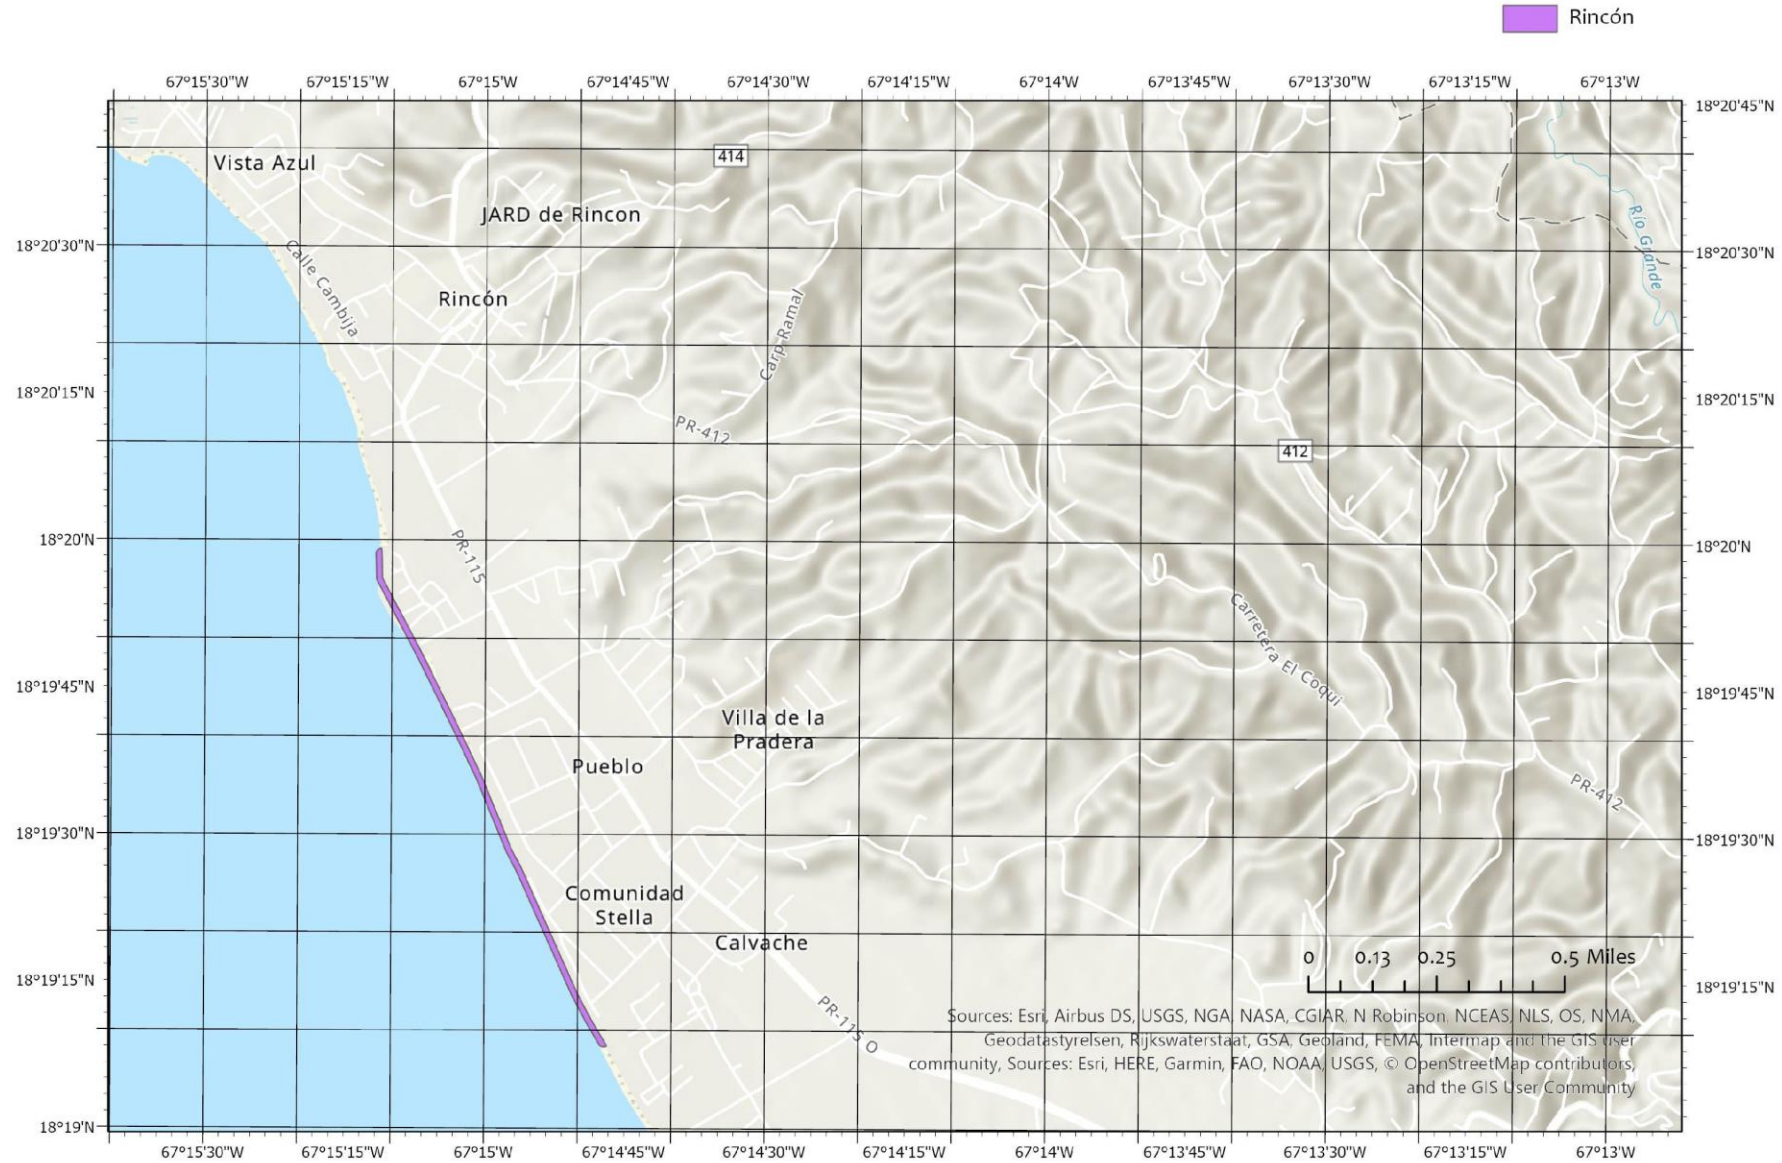 Rincón
67°15'30"W 67°15'15"W 67°15'W 67°14'45"W 67°14'30"W 67°14'15"W 67°14'W 67°13'45"W 67°13'30"W 67°13'15"W 67°13'W
18°20'45"N
414
Vista Azul
JARD de Rincon
Río Grande
18°20'30"N
18°20'30"N
Calle Cambija
Rincón
Carp Ramal
18°20'15"N
18°20'15"N
PR-412
412
18°20'N
18°20'N
PR-115
Carretera El Coqui
18°19'45"N
18°19'45"N
Villa de la
Pradera
Pueblo
PR-412
18°19'30"N
18°19'30"N
Comunidad
Stella
Calvache
0 0.13 0.25 0.5 Miles
18°19'15"N
18°19'15"N
PR-115 O
Sources: Esri, Airbus DS, USGS, NGA, NASA, CGIAR, N Robinson, NCEAS, NLS, OS, NMA,
Geodatastyrelsen, Rijkswaterstaat, GSA, Geoland, FEMA, Intermap and the GIS user
community, Sources: Esri, HERE, Garmin, FAO, NOAA, USGS, © OpenStreetMap contributors,
and the GIS User Community
18°19'N
67°15'30"W 67°15'15"W 67°15'W 67°14'45"W 67°14'30"W 67°14'15"W 67°14'W 67°13'45"W 67°13'30"W 67°13'15"W 67°13'W